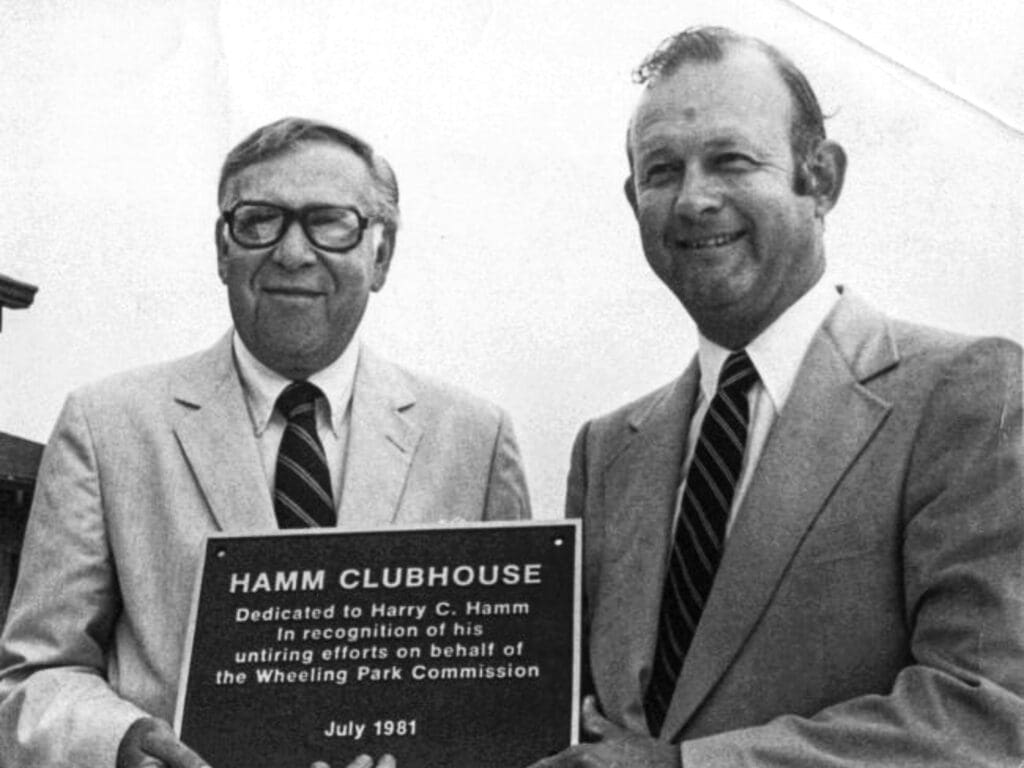 HAMM CLUBHOUSE
Dedicated to Harry C. Hamm
In recognition of his
untiring efforts on behalf of
the Wheeling Park Commission
July 1981